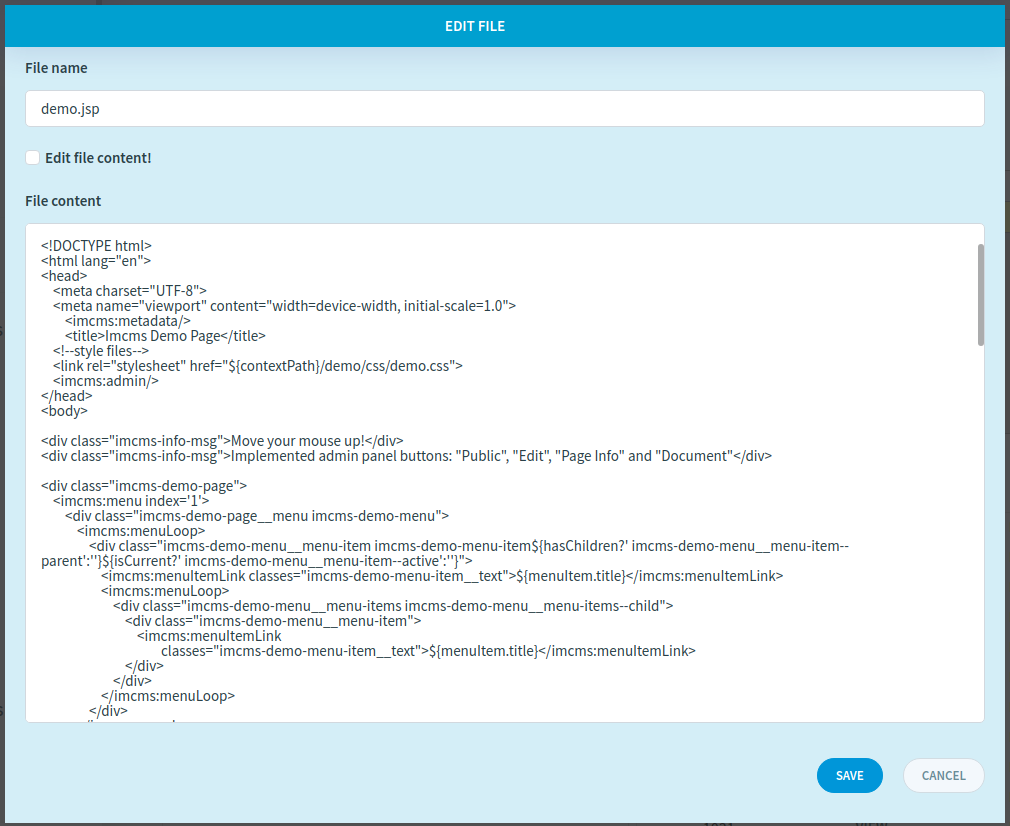 EDIT FILE
File name
demo.jsp
Edit file content!
File content
<!DOCTYPE html>
<html lang="en">
<head>
<meta charset="UTF-8">
<meta name="viewport" content="width=device-width, initial-scale=1.0">
<imcms:metadata/>
<title>Imcms Demo Page</title>
<!--style files-->
<link rel="stylesheet" href="${contextPath}/demo/css/demo.css">
<imcms:admin/>
</head>
<body>
<div class="imcms-info-msg">Move your mouse up!</div>
<div class="imcms-info-msg">Implemented admin panel buttons: "Public", "Edit", "Page Info" and "Document"</div>
<div class="imcms-demo-page">
<imcms:menu index='1'>
<div class="imcms-demo-page__menu imcms-demo-menu">
<imcms:menuLoop>
<div class="imcms-demo-menu__menu-item imcms-demo-menu-item${hasChildren?' imcms-demo-menu__menu-item--
parent':''}${isCurrent?' imcms-demo-menu__menu-item--active':''}">
<imcms:menuItemLink classes="imcms-demo-menu-item__text">${menuItem.title}</imcms:menuItemLink>
<imcms:menuLoop>
<div class="imcms-demo-menu__menu-items imcms-demo-menu__menu-items--child">
<div class="imcms-demo-menu__menu-item">
<imcms:menuItemLink
classes="imcms-demo-menu-item__text">${menuItem.title}</imcms:menuItemLink>
</div>
</div>
</imcms:menuLoop>
</div>
SAVE
CANCEL